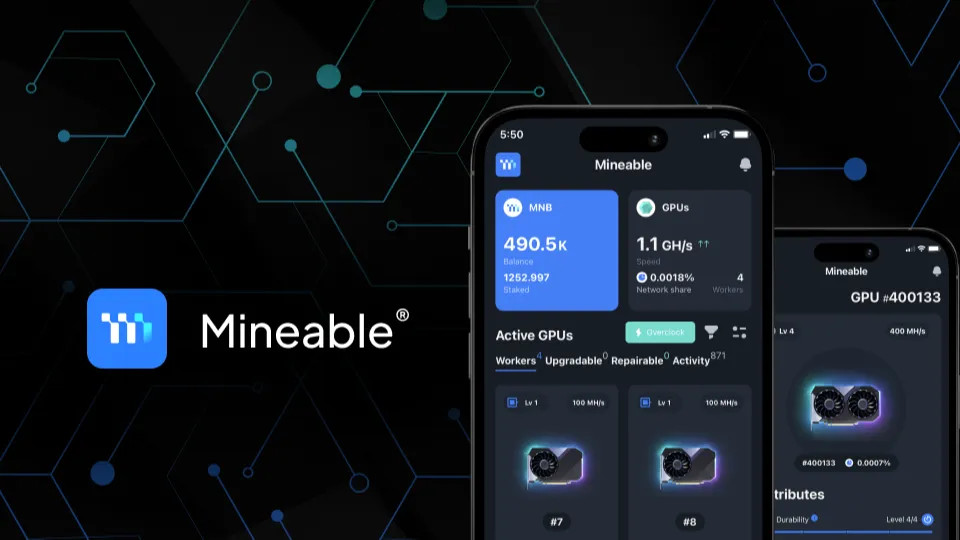 Mineable®
5:50
Mineable
MNB
490.5K
Balance
1252.997
Staked
GPUs
1.1 GH/s ↑↑
Speed
0.0018% 4
Network share Workers
Active GPUs
Overclock
Workers4 Upgradable0 Repairable0 Activity871
Lv 1 100 MH/s
#7
Lv 1 100 MH/s
#8
Mineable
GPU #400133
Lv 4 400 MH/s
#400133 0.0007%
tributes
Durability Level 4/4